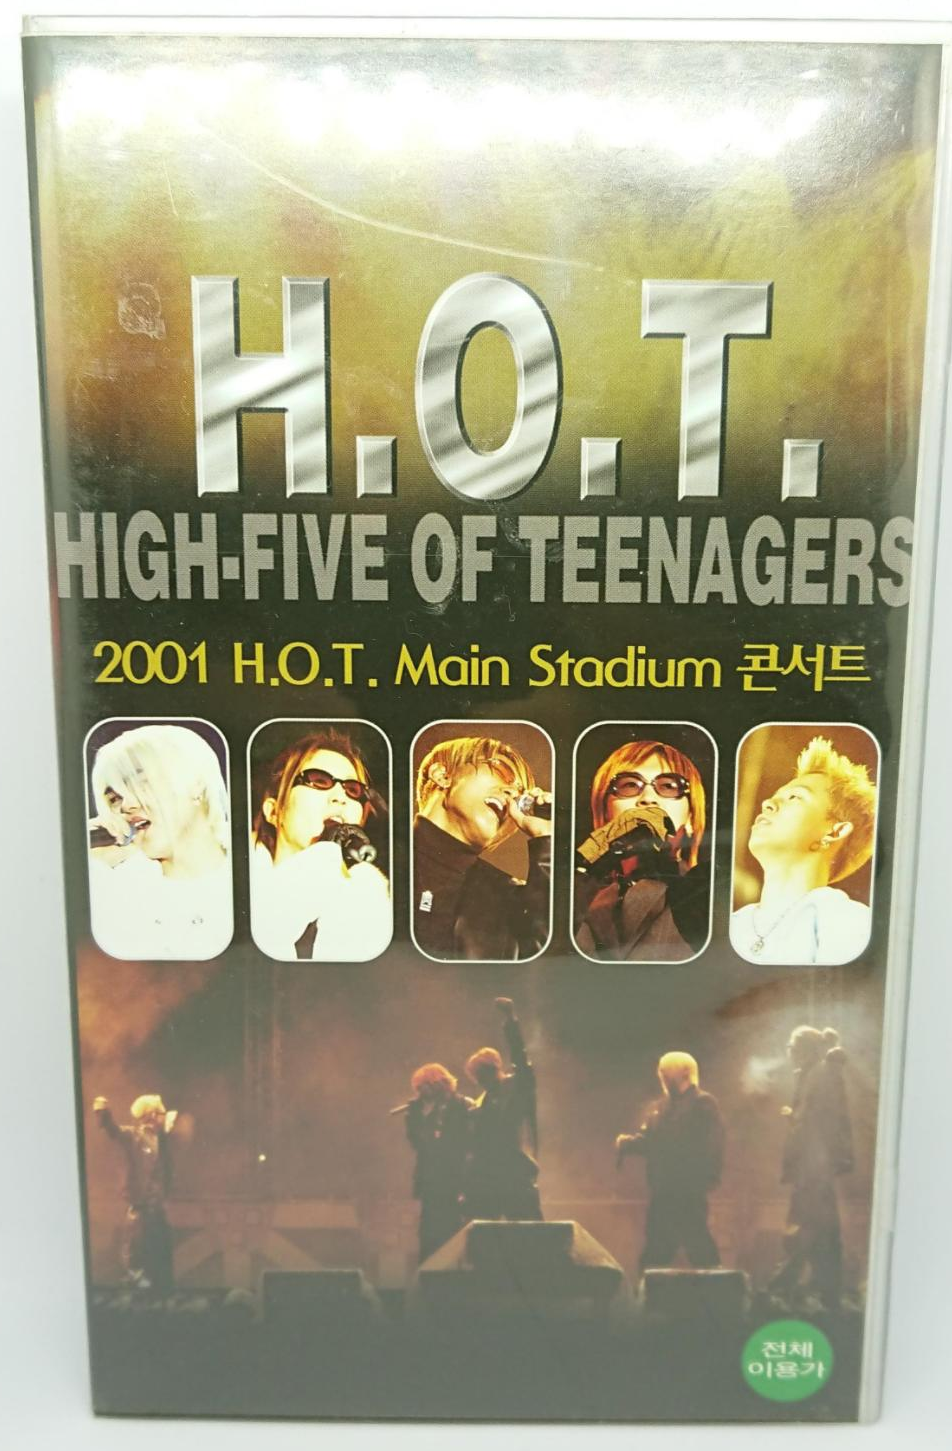 H.O.T.
HIGH-FIVE OF TEENAGERS
2001 H.O.T. Main Stadium 콘서트
전체
이용가